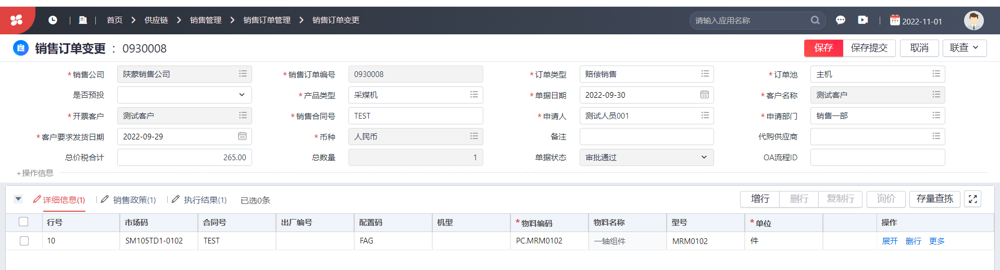 首页 供应链 销售管理 销售订单管理 销售订单变更 请输入应用名称 2022-11-01
销售订单变更 : 0930008 保存 保存提交 取消 联查
*销售公司 陕蒙销售公司 *销售订单编号 0930008 *订单类型 赔偿销售 *订单池 主机
是否预投 *产品类型 采煤机 *单据日期 2022-09-30 *客户名称 测试客户
*开票客户 测试客户 *销售合同号 TEST *申请人 测试人员001 *申请部门 销售一部
*客户要求发货日期 2022-09-29 *币种 人民币 备注 代购供应商
总价税合计 265.00 总数量 1 单据状态 审批通过 OA流程ID
+操作信息
详细信息(1) 销售政策(1) 执行结果(1) 已选0条 增行 删行 复制行 询价 存量查拣
行号 市场码 合同号 出厂编号 配置码 机型 *物料编码 物料名称 型号 *单位 操作
10 SM105TD1-0102 TEST FAG PC.MRM0102 一轴组件 MRM0102 件 展开 删行 更多